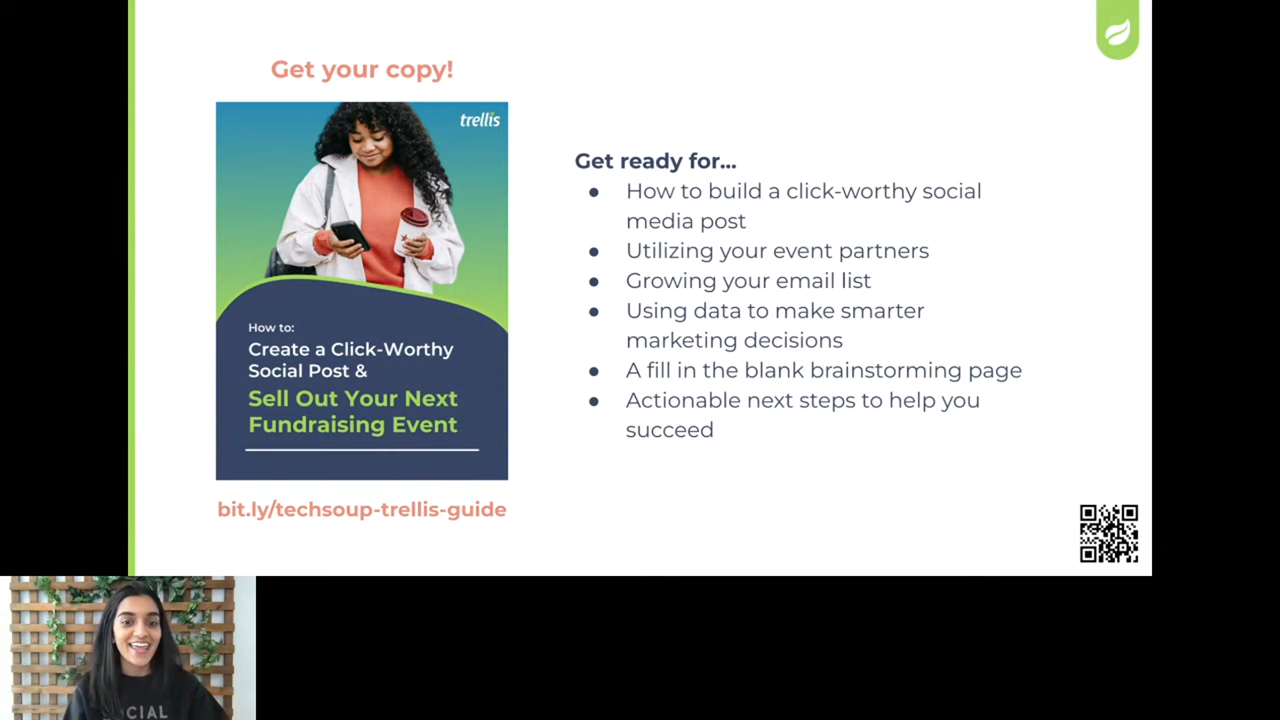 Get your copy!
trellis
How to:
Create a Click-Worthy
Social Post &
Sell Out Your Next
Fundraising Event
bit.ly/techsoup-trellis-guide
Get ready for...
● How to build a click-worthy social
media post
● Utilizing your event partners
● Growing your email list
● Using data to make smarter
marketing decisions
● A fill in the blank brainstorming page
● Actionable next steps to help you
succeed
SOCIAL